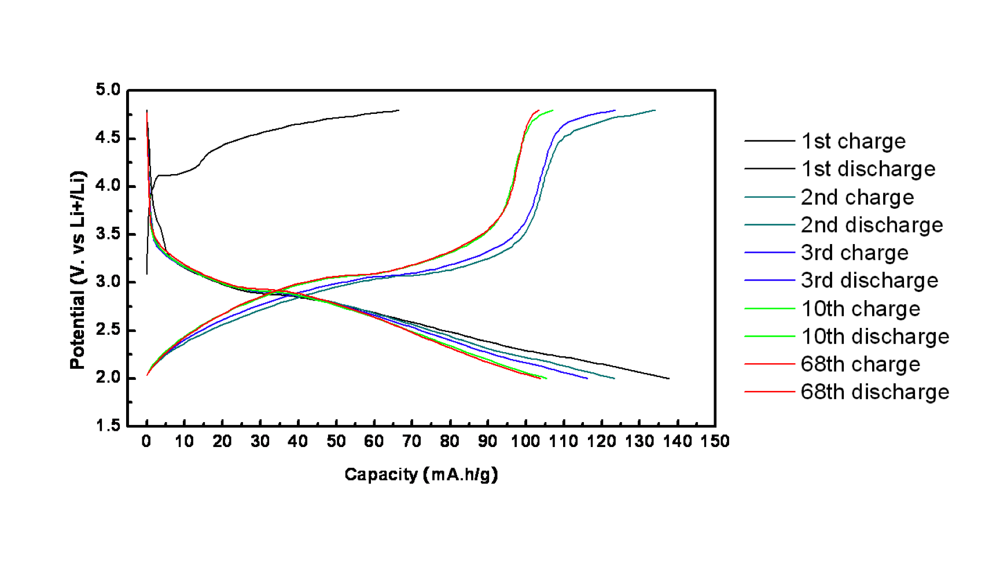 5.0
4.5
4.0
3.5
3.0
2.5
2.0
1.5
Potential (V. vs Li+/Li)
0 10 20 30 40 50 60 70 80 90 100 110 120 130 140 150
Capacity (mA.h/g)
1st charge
1st discharge
2nd charge
2nd discharge
3rd charge
3rd discharge
10th charge
10th discharge
68th charge
68th discharge